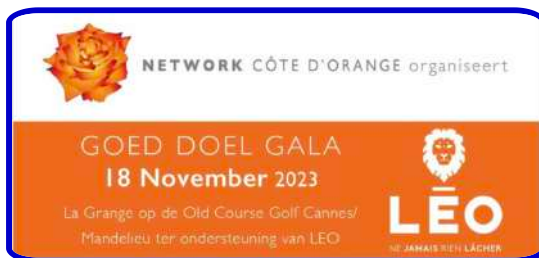 NETWORK CÔTE D'ORANGE organiseert
GOED DOEL GALA
18 November 2023
La Grange op de Old Course Golf Cannes/
Mandelieu ter ondersteuning van LEO
LĒO
NE JAMAIS RIEN LÂCHER